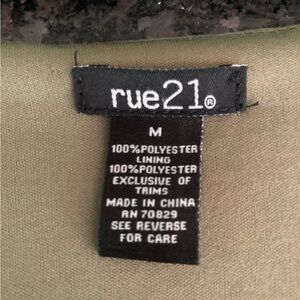 rue21®
M
100%POLYESTER
LINING
100%POLYESTER
EXCLUSIVE OF
TRIMS
MADE IN CHINA
RN 70829
SEE REVERSE
FOR CARE